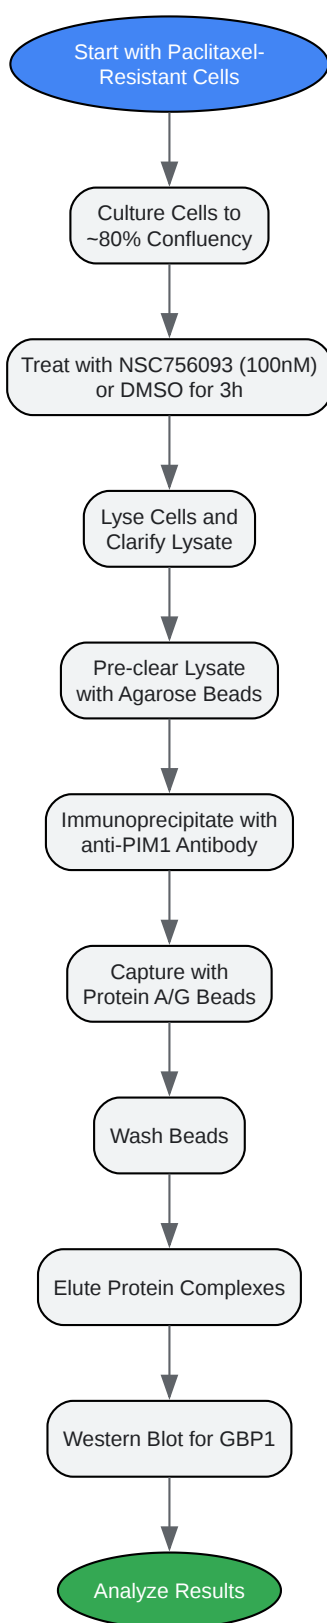 Start with Paclitaxel-
Resistant Cells
Culture Cells to
~80% Confluency
Treat with NSC756093 (100nM)
or DMSO for 3h
Lyse Cells and
Clarify Lysate
Pre-clear Lysate
with Agarose Beads
Immunoprecipitate with
anti-PIM1 Antibody
Capture with
Protein A/G Beads
Wash Beads
Elute Protein Complexes
Western Blot for GBP1
Analyze Results